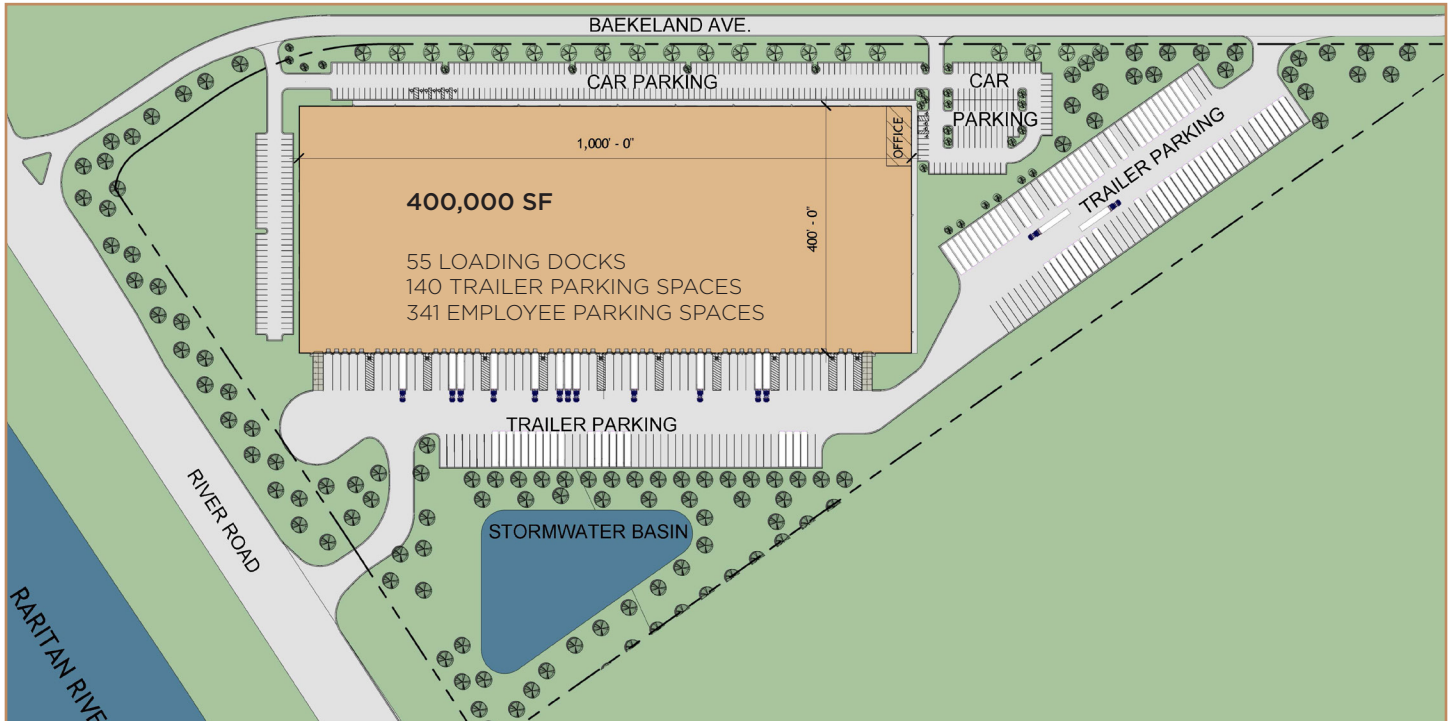 BAEKELAND AVE.
CAR PARKING
CAR
PARKING
OFFICE
1,000' - 0"
400' - 0"
400,000 SF
55 LOADING DOCKS
140 TRAILER PARKING SPACES
341 EMPLOYEE PARKING SPACES
TRAILER PARKING
TRAILER PARKING
STORMWATER BASIN
RIVER ROAD
RARITAN RIVE